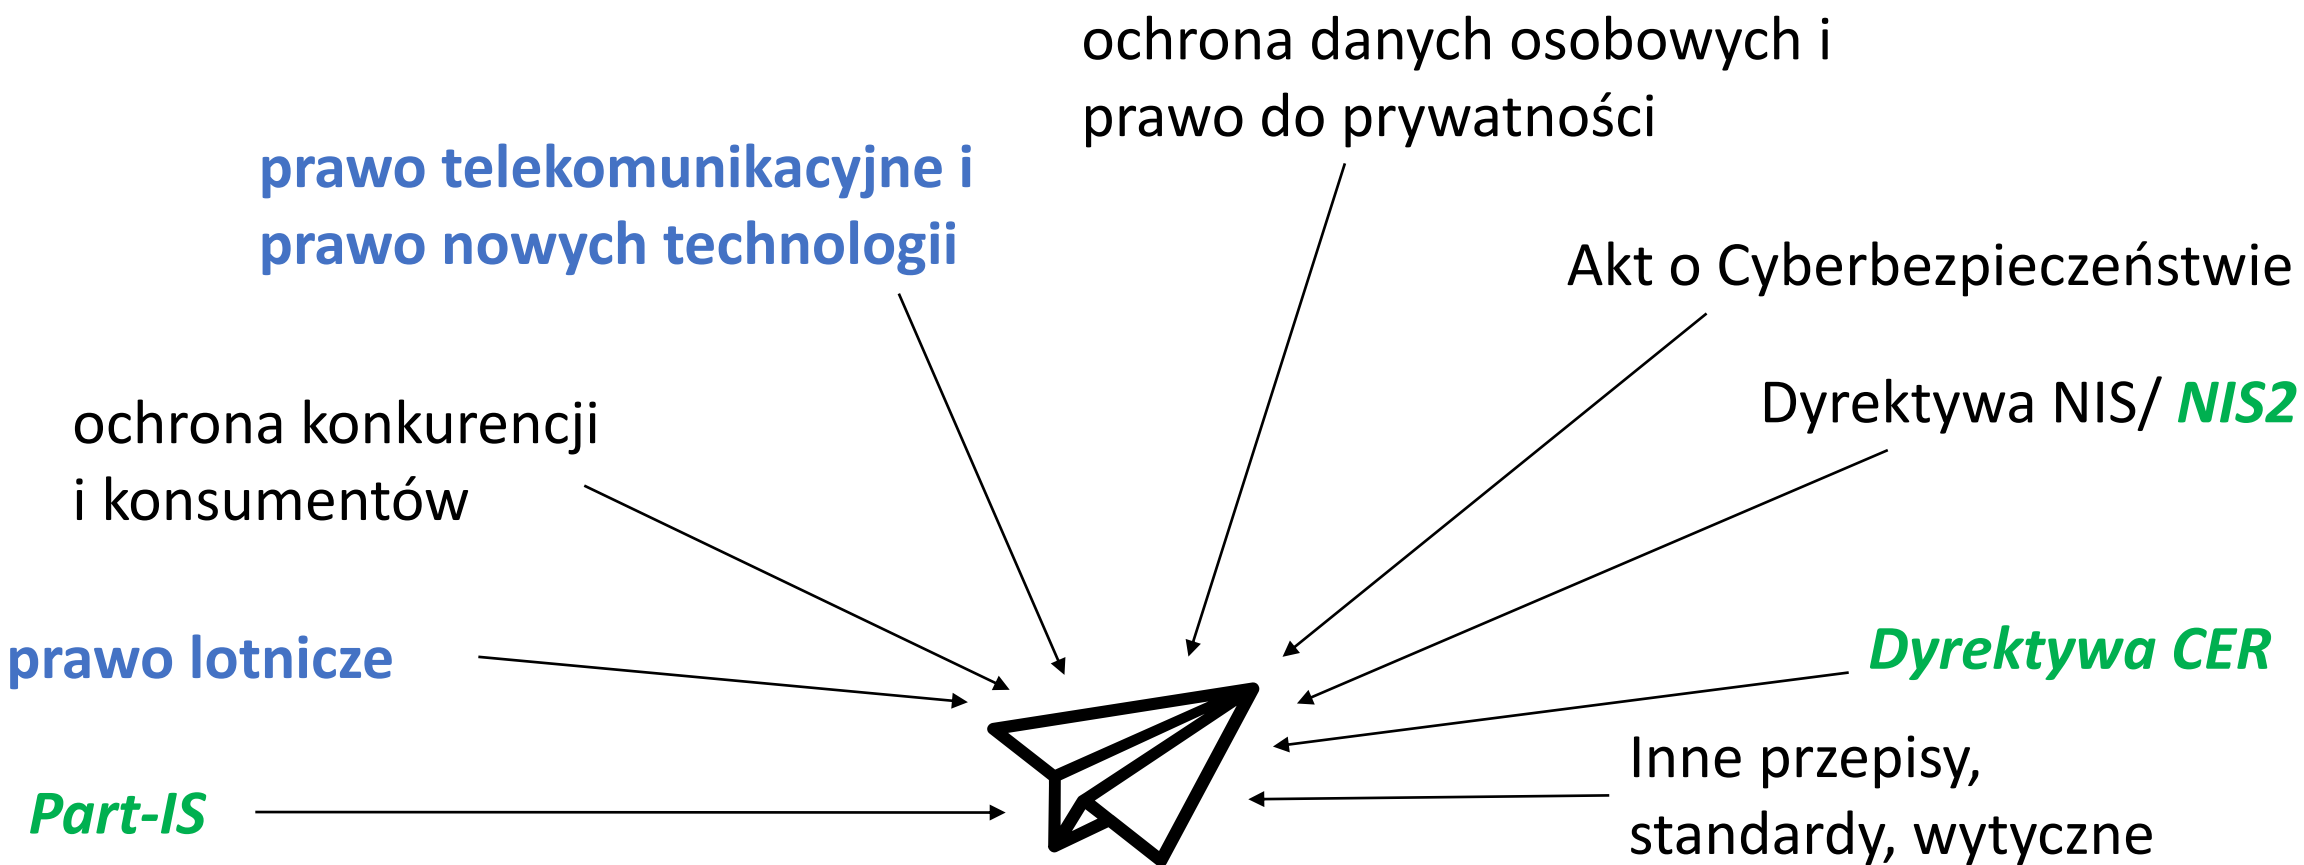 ochrona danych osobowych i
prawo do prywatności
prawo telekomunikacyjne i
prawo nowych technologii
Akt o Cyberbezpieczeństwie
Dyrektywa NIS/ NIS2
ochrona konkurencji
i konsumentów
prawo lotnicze
Dyrektywa CER
Part-IS
Inne przepisy,
standardy, wytyczne